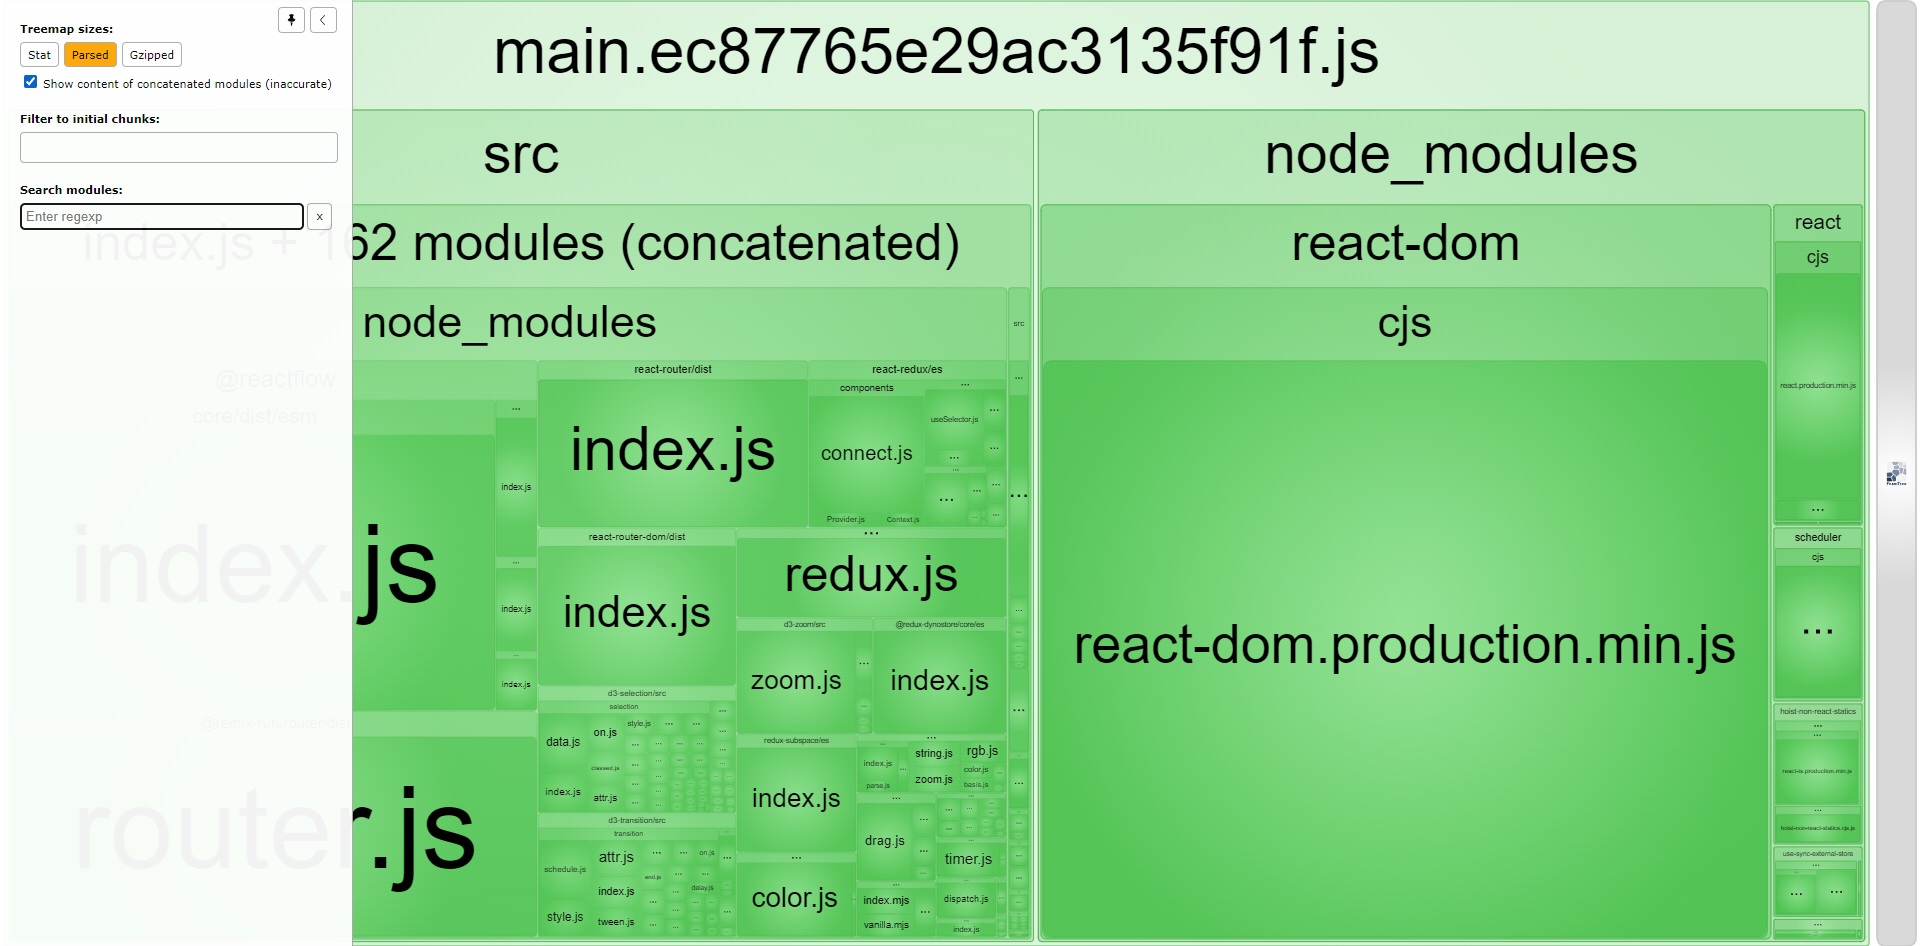 Treemap sizes:
Stat
Parsed
Gzipped
Show content of concatenated modules (inaccurate)
Filter to initial chunks:
Search modules:
Enter regexp
x
main.ec87765e29ac3135f91f.js
src
index.js + 162 modules (concatenated)
node_modules
@reactflow
core/dist/esm
index.js
...
index.js
...
index.js
...
index.js
@remix-run/router/dist
router.js
react-router/dist
index.js
react-redux/es
components
...
connect.js
useSelector.js
...
...
...
...
...
...
...
...
Provider.js
Context.js
react-router-dom/dist
index.js
...
redux.js
d3-zoom/src
zoom.js
...
@redux-dynostore/core/es
index.js
d3-selection/src
selection
...
data.js
on.js
style.js
...
...
classed.js
index.js
attr.js
d3-transition/src
transition
schedule.js
attr.js
...
...
on.js
...
index.js
end.js
delay.js
style.js
tween.js
redux-subspace/es
index.js
...
color.js
...
index.js
...
parse.js
string.js
rgb.js
zoom.js
color.js
basis.js
...
drag.js
...
...
timer.js
...
index.mjs
...
vanilla.mjs
dispatch.js
...
index.js
src
...
...
...
...
...
node_modules
react-dom
cjs
react-dom.production.min.js
react
cjs
react.production.min.js
...
scheduler
cjs
...
hoist-non-react-statics
...
...
react-is.production.min.js
...
hoist-non-react-statics.cjs.js
use-sync-external-store
...
...
...
...
...